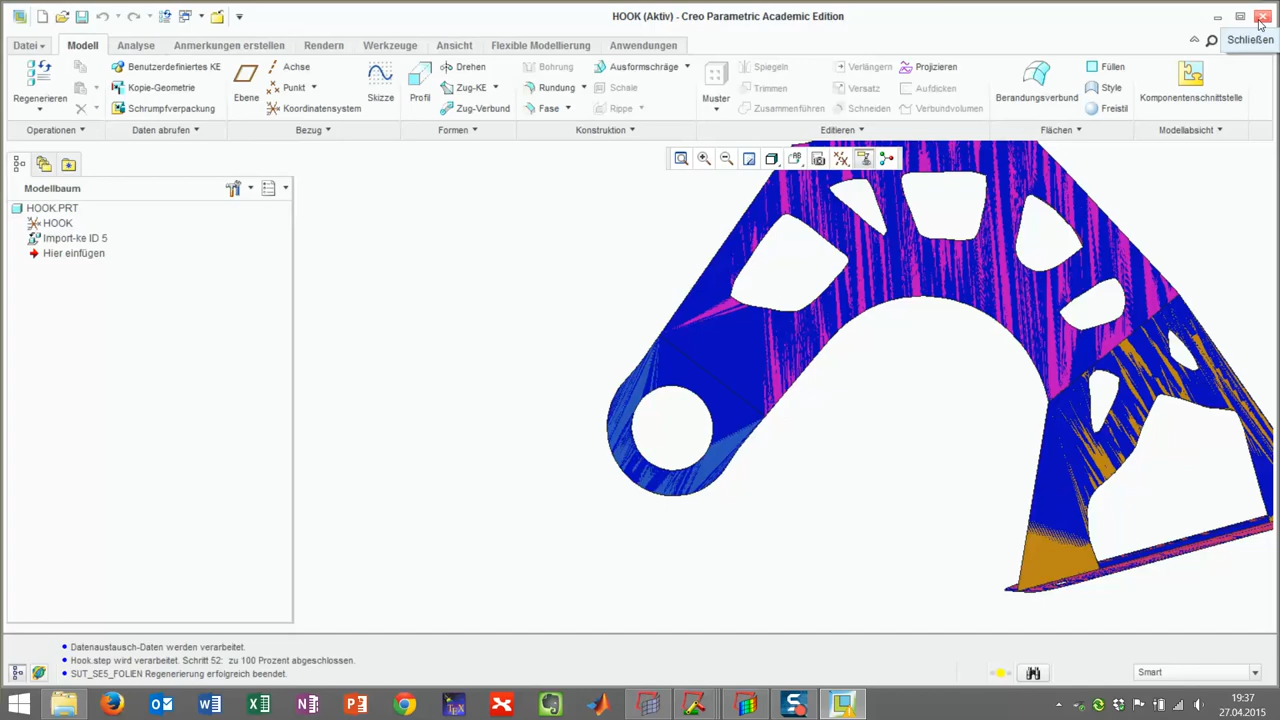 HOOK (Aktiv) - Creo Parametric Academic Edition
Datei Modell Analyse Anmerkungen erstellen Rendern Werkzeuge Ansicht Flexible Modellierung Anwendungen
Schließen
Benutzerdefiniertes KE Achse Drehen Bohrung Ausformschräge Spiegeln Verlängern Projizieren Füllen
Kopie-Geometrie Punkt Zug-KE Rundung Schale Trimmen Versatz Aufdicken Style
Regenerieren Ebene Skizze Profil Muster Berandungsverbund Komponentenschnittstelle
Schrumpfverpackung Koordinatensystem Zug-Verbund Fase Rippe Zusammenführen Schneiden Verbundvolumen Freistil
Operationen Daten abrufen Bezug Formen Konstruktion Editieren Flächen Modellabsicht
Modellbaum
HOOK.PRT
HOOK
Import-ke ID 5
Hier einfügen
Datenaustausch-Daten werden verarbeitet.
Hook.step wird verarbeitet. Schritt 52: zu 100 Prozent abgeschlossen.
SUT_SE5_FOLIEN Regenerierung erfolgreich beendet.
Smart
19:37
27.04.2015